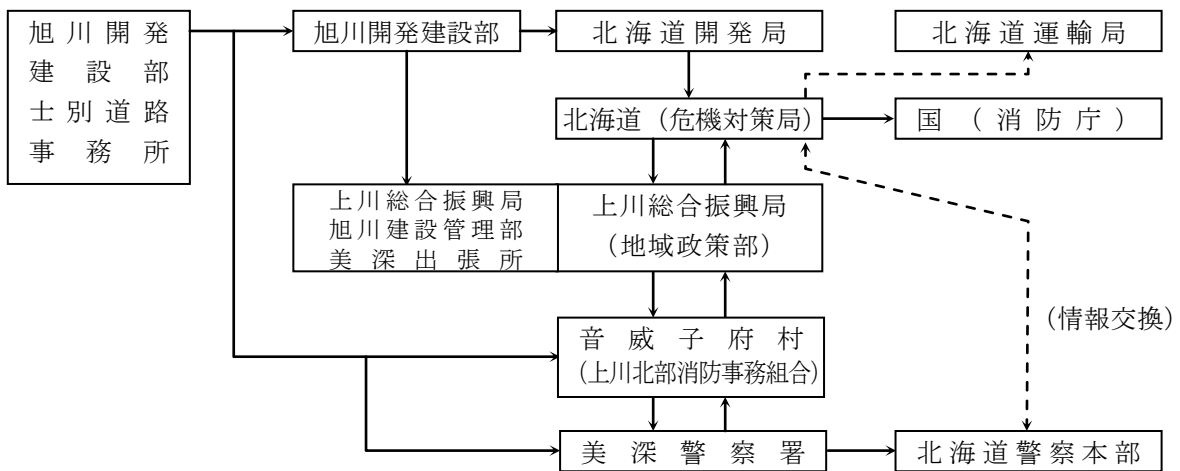 旭川開発
建設部
士別道路
事務所
旭川開発建設部
北海道開発局
北海道運輸局
北海道（危機対策局）
国（消防庁）
上川総合振興局
旭川建設管理部
美深出張所
上川総合振興局
（地域政策部）
音威子府村
（上川北部消防事務組合）
（情報交換）
美深警察署
北海道警察本部